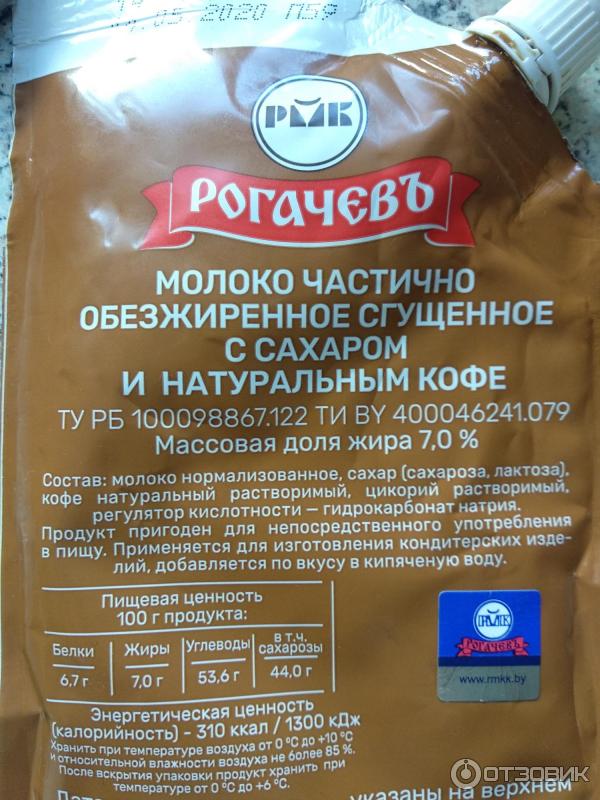 .05.2020 П59
РМК
РОГАЧЕВЪ
МОЛОКО ЧАСТИЧНО
ОБЕЗЖИРЕННОЕ СГУЩЕННОЕ
С САХАРОМ
И НАТУРАЛЬНЫМ КОФЕ
ТУ РБ 100098867.122 ТИ BY 400046241.079
Массовая доля жира 7,0 %
Состав: молоко нормализованное, сахар (сахароза, лактоза),
кофе натуральный растворимый, цикорий растворимый,
регулятор кислотности — гидрокарбонат натрия.
Продукт пригоден для непосредственного употребления
в пищу. Применяется для изготовления кондитерских изде-
лий, добавляется по вкусу в кипяченую воду.
Пищевая ценность
100 г продукта:
Белки Жиры Углеводы в т.ч. сахарозы
6,7 г 7,0 г 53,6 г 44,0 г
РМК
РОГАЧЕВЪ
www.rmkk.by
Энергетическая ценность
(калорийность) - 310 ккал / 1300 кДж
Хранить при температуре воздуха от 0 °С до +10 °С
и относительной влажности воздуха не более 85 %.
После вскрытия упаковки продукт хранить при
температуре от 0 °С до +6 °С.
указаны на верхнем
ОТЗОВИК